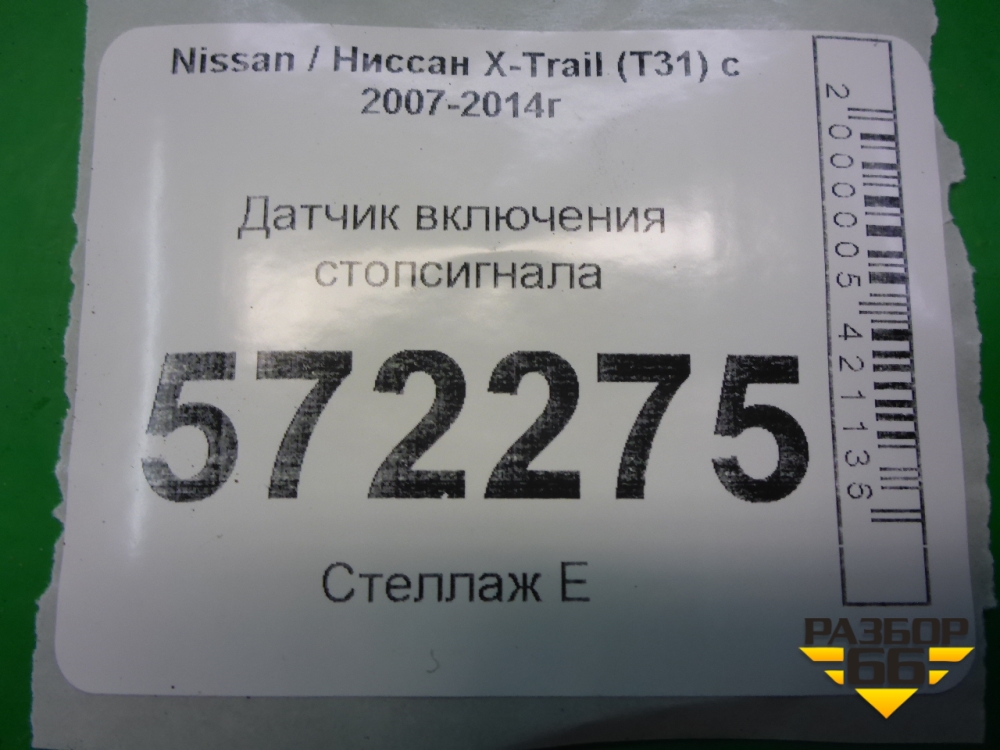 Nissan / Ниссан X-Trail (T31) с
2007-2014г
Датчик включения
стопсигнала
572275
Стеллаж Е
2000005421136
РАЗБОР
66